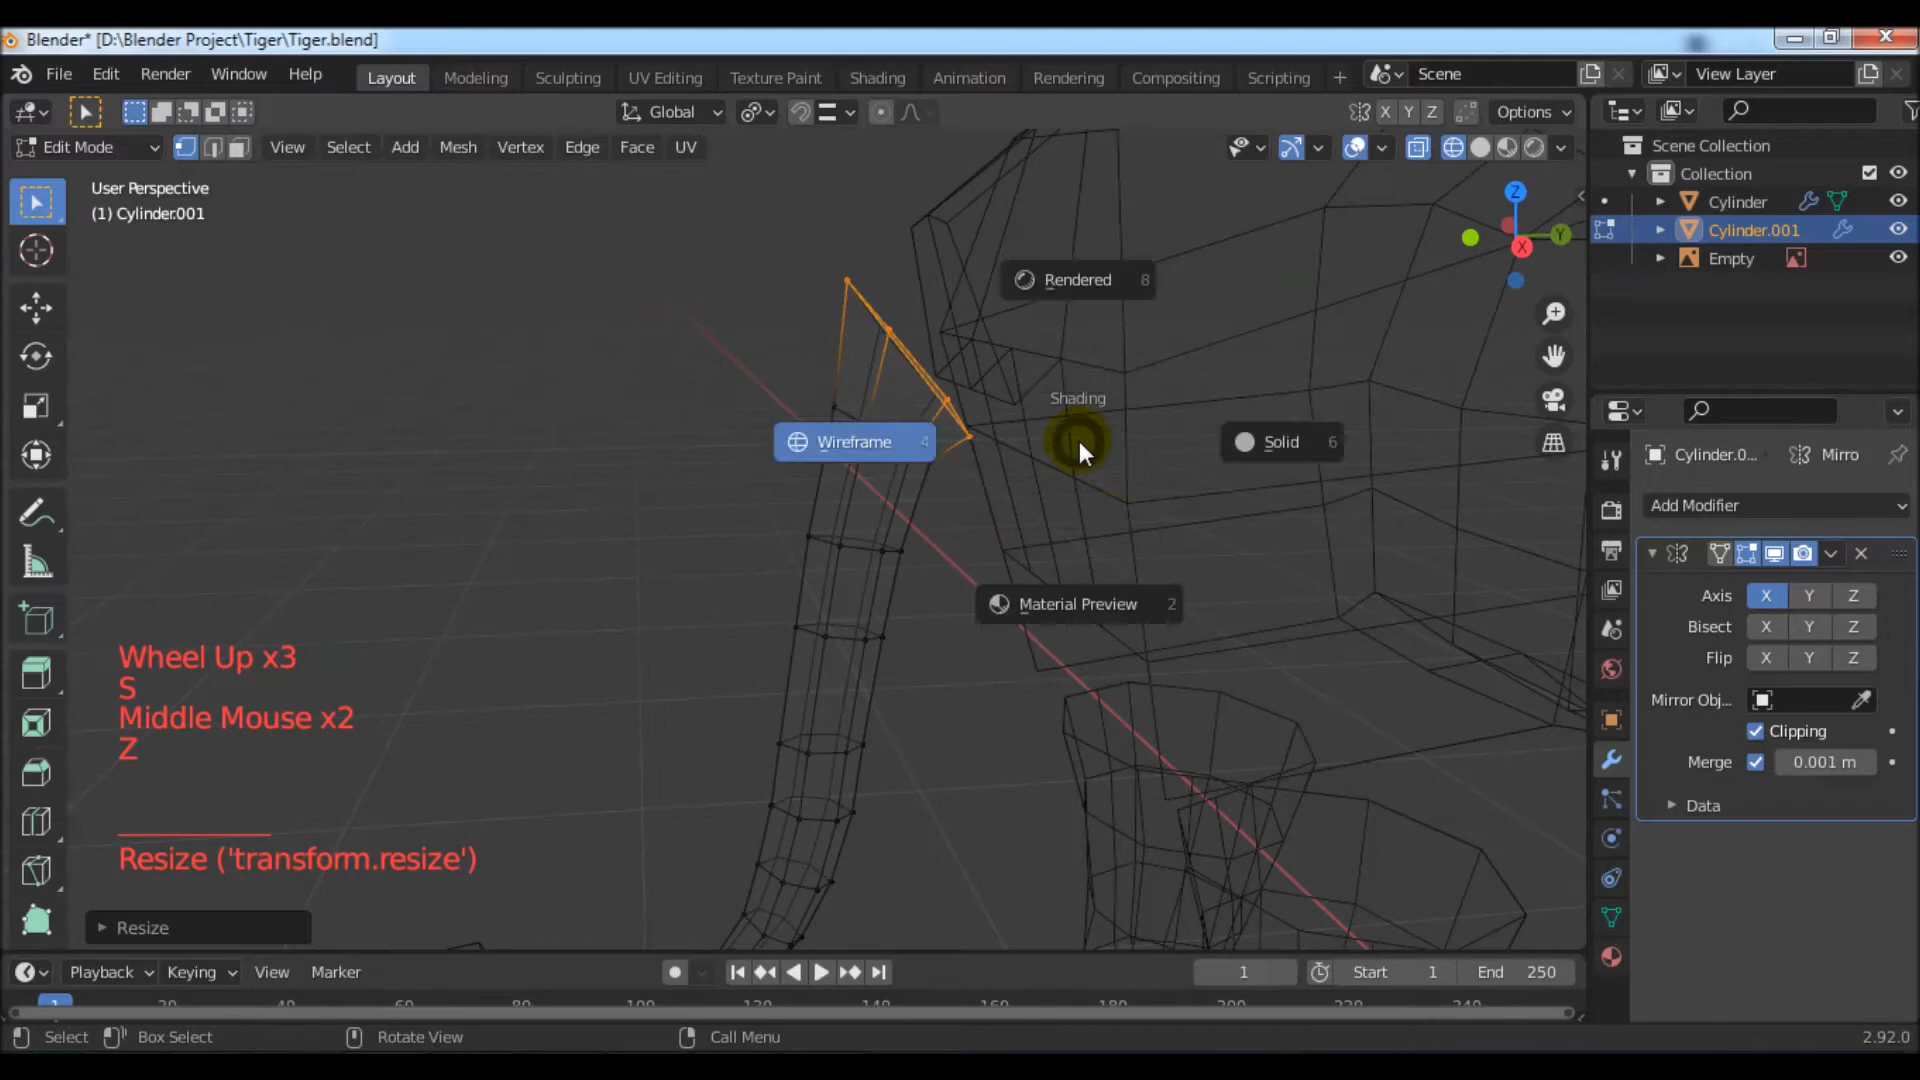 Blender* [D:\Blender Project\Tiger\Tiger.blend]
File Edit Render Window Help
Layout Modeling Sculpting UV Editing Texture Paint Shading Animation Rendering Compositing Scripting + Scene View Layer
Global X Y Z Options
Edit Mode View Select Add Mesh Vertex Edge Face UV
User Perspective
(1) Cylinder.001
Z
Y
X
Scene Collection
Collection
Cylinder
Cylinder.001
Empty
Rendered 8
Shading
Wireframe 4
Solid 6
Material Preview 2
Cylinder.0... Mirro
Add Modifier
Axis X Y Z
Bisect X Y Z
Flip X Y Z
Mirror Obj...
Clipping
Merge 0.001 m
Data
Wheel Up x3
S
Middle Mouse x2
Z
Resize ('transform.resize')
Resize
Playback Keying View Marker 1 Start 1 End 250
1
Select Box Select Rotate View Call Menu 2.92.0